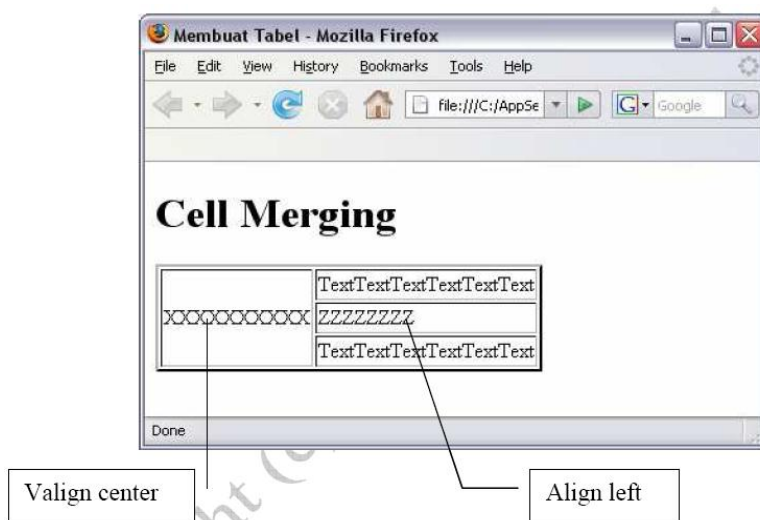 Membuat Tabel - Mozilla Firefox
File Edit View History Bookmarks Tools Help
file:///C:/AppSe Google
Cell Merging
TextTextTextTextTextText
XXXXXXXXXXX ZZZZZZZZ
TextTextTextTextTextText
Done
Valign center Align left